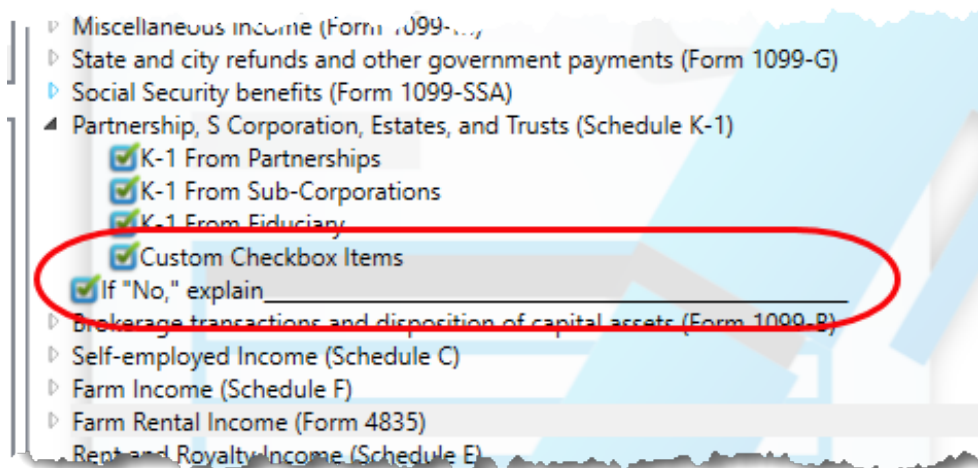 Miscellaneous Income (Form 1099-
State and city refunds and other government payments (Form 1099-G)
Social Security benefits (Form 1099-SSA)
Partnership, S Corporation, Estates, and Trusts (Schedule K-1)
K-1 From Partnerships
K-1 From Sub-Corporations
K-1 From Fiduciary
Custom Checkbox Items
If "No," explain
Brokerage transactions and disposition of capital assets (Form 1099-B)
Self-employed Income (Schedule C)
Farm Income (Schedule F)
Farm Rental Income (Form 4835)
Rent and Royalty Income (Schedule E)